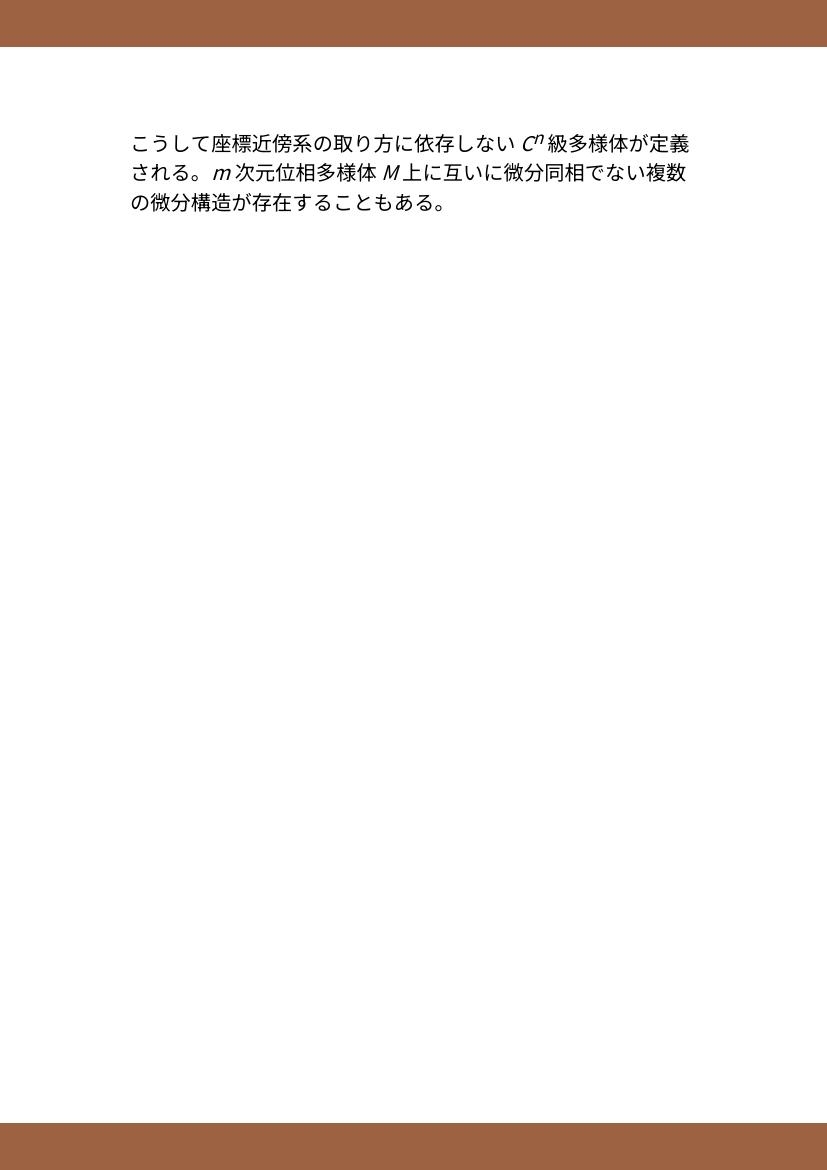 こうして座標近傍系の取り方に依存しない Cⁿ 級多様体が定義
される。m 次元位相多様体 M 上に互いに微分同相でない複数
の微分構造が存在することもある。